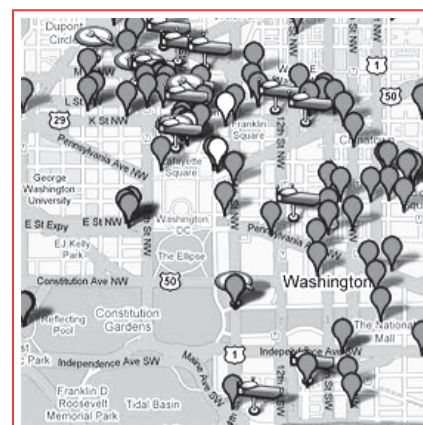 Dupont
Circle
M
L St
K St NW
29
Pennsylvania Ave NW
1
50
Franklin
Square
12th St NW
St NW
Lafayette
Square
George
Washington
University
E St Expy
E St NW
Washington
DC
Pennsylvania
EJ Kelly
Park
The Ellipse
Constitution Ave NW
50
Washington
Reflecting
Pool
Constitution
Gardens
The National
Mall
1
Independence Ave SW
Independence Ave SW
Maine Ave SW
12th St
Franklin D
Roosevelt
Memorial Park
Tidal Basin